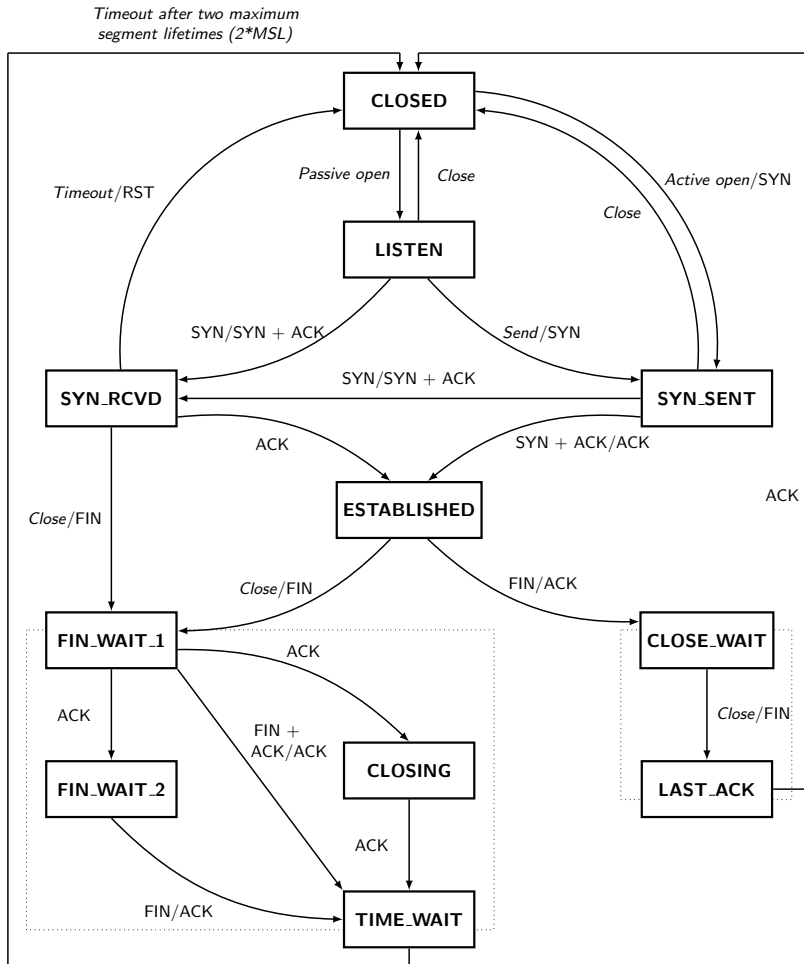 Timeout after two maximum
segment lifetimes (2*MSL)
CLOSED
Passive open
Close
Timeout/RST
Active open/SYN
Close
LISTEN
SYN/SYN + ACK
Send/SYN
SYN/SYN + ACK
SYN_RCVD
SYN_SENT
ACK
SYN + ACK/ACK
ESTABLISHED
ACK
Close/FIN
Close/FIN
FIN/ACK
FIN_WAIT_1
CLOSE_WAIT
ACK
ACK
FIN +
ACK/ACK
Close/FIN
CLOSING
FIN_WAIT_2
LAST_ACK
ACK
FIN/ACK
TIME_WAIT